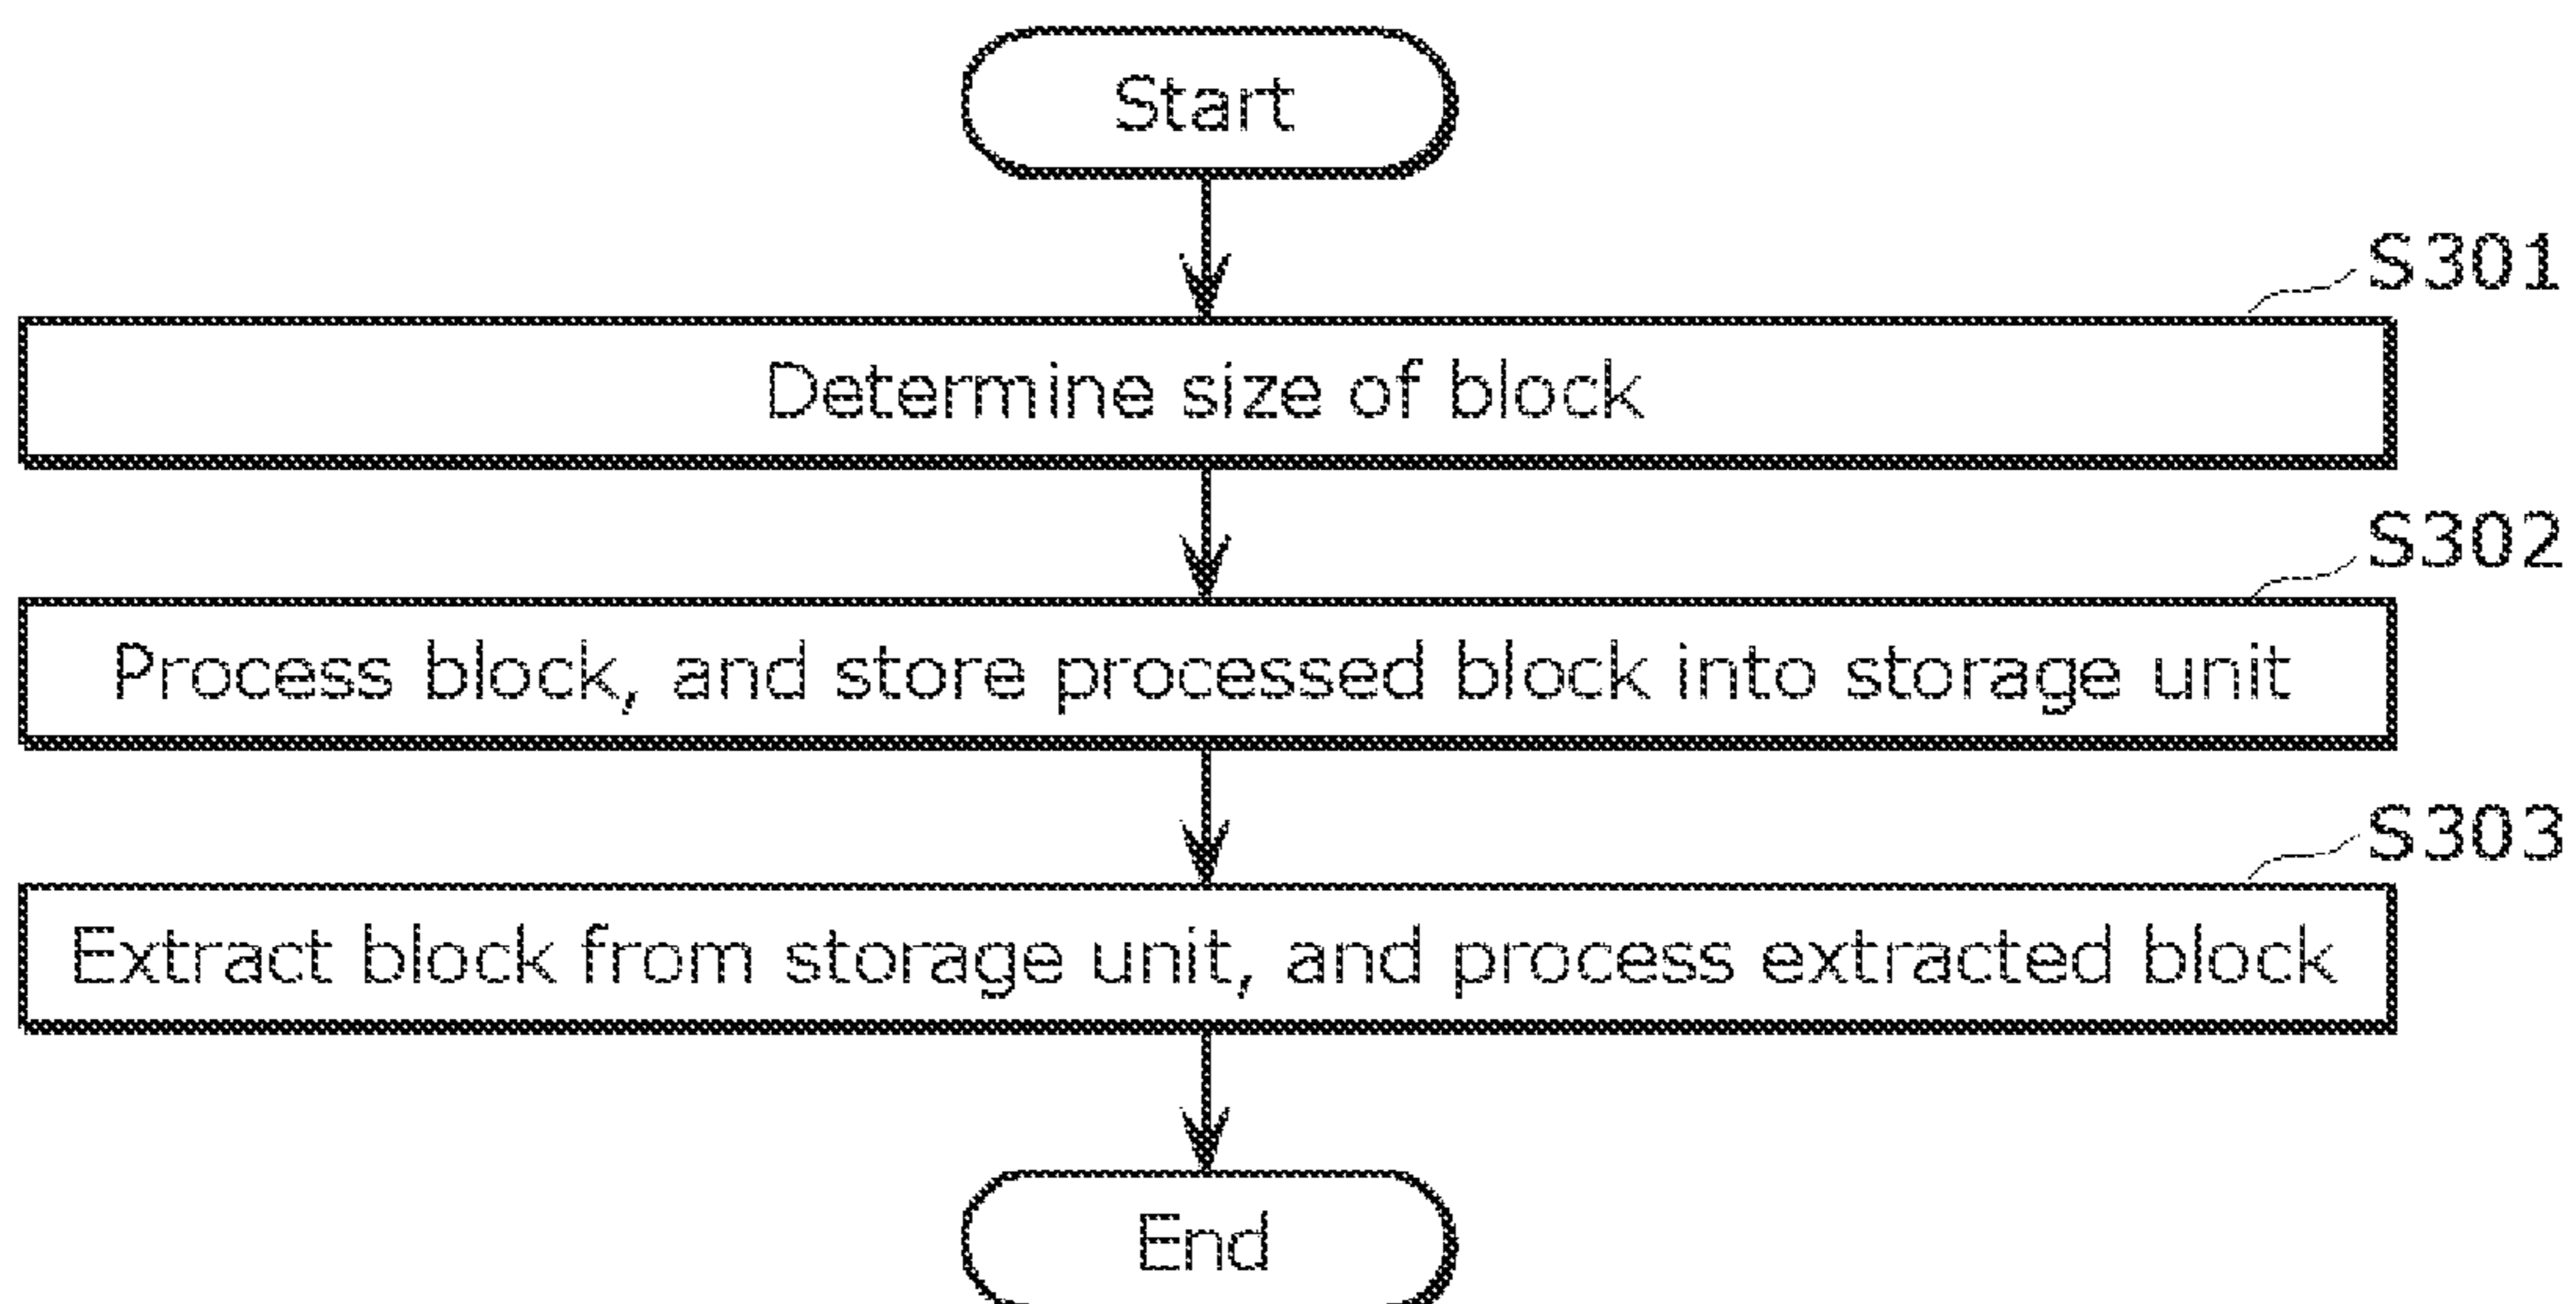 Start
S301
Determine size of block
S302
Process block, and store processed block into storage unit
S303
Extract block from storage unit, and process extracted block
End